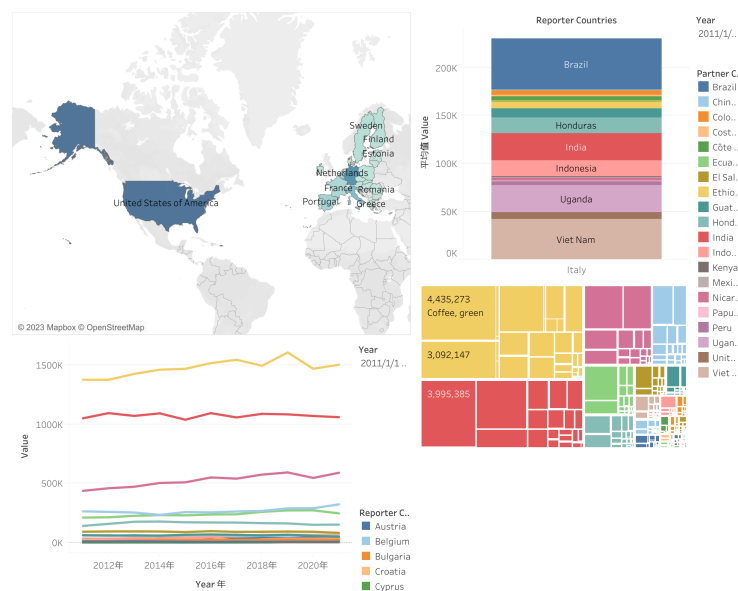 Sweden
Finland
Estonia
Netherlands
France
Romania
United States of America
Portugal
Greece
© 2023 Mapbox © OpenStreetMap
Reporter Countries
Year
2011/1/..
平均值 Value
200K
150K
100K
50K
0K
Brazil
Honduras
India
Indonesia
Uganda
Viet Nam
Italy
Partner C..
Brazil
Chin..
Colo..
Cost..
Côte ..
Ecua..
El Sal..
Ethio..
Guat..
Hond..
India
Indo..
Kenya
Mexi..
Nicar..
Papu..
Peru
Ugan..
Unit..
Viet ..
4,435,273
Coffee, green
3,092,147
3,995,385
Year
2011/1/1 ..
Value
1500K
1000K
500K
0K
2012年
2014年
2016年
2018年
2020年
Year 年
Reporter C..
Austria
Belgium
Bulgaria
Croatia
Cyprus